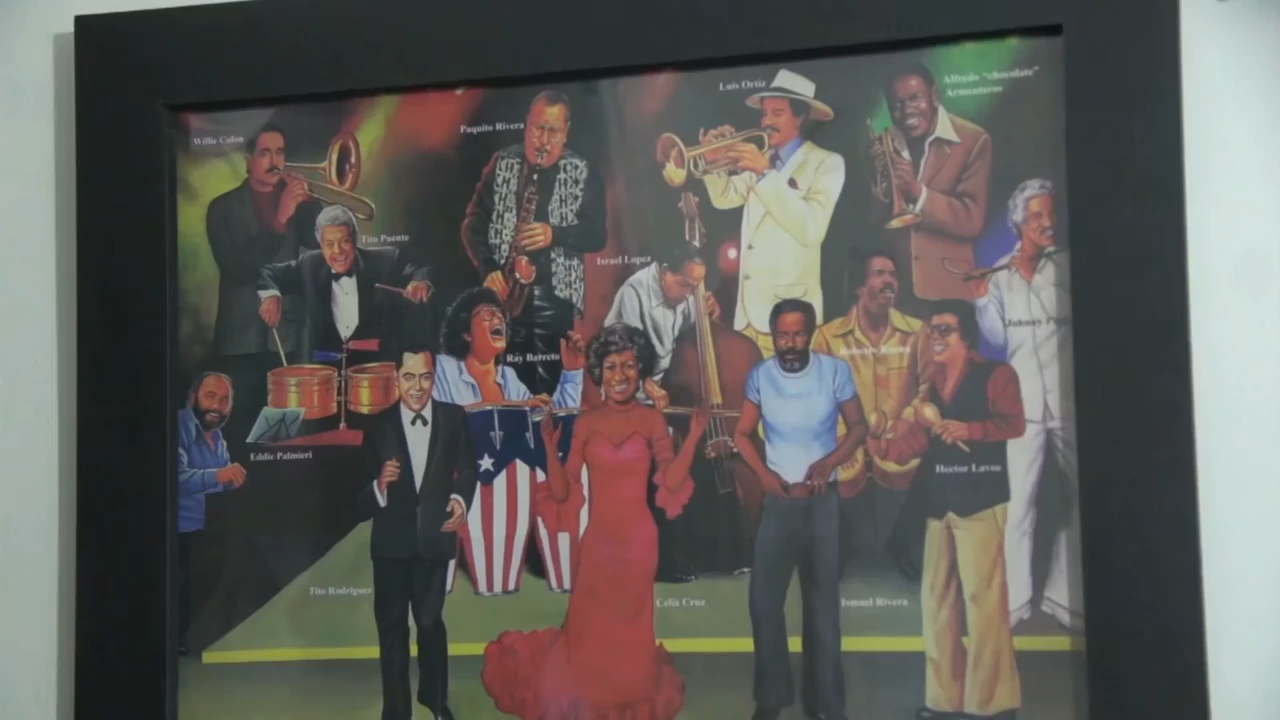 Luis Ortiz
Alfredo "chocolate"
Armenteros
Paquito Rivera
Willie Colon
Tito Puente
Israel Lopez
Johnny
Ray Barreto
Eddie Palmieri
Hector Lavoe
Tito Rodriguez
Celia Cruz
Ismael Rivera